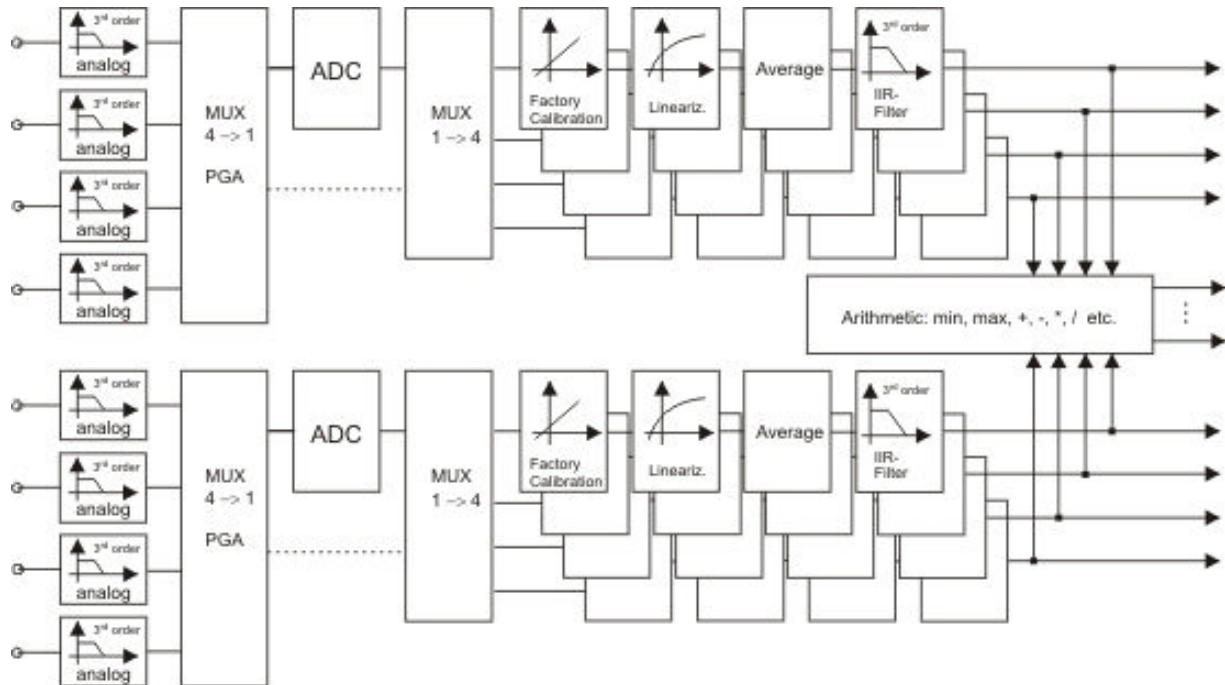 3rd order
analog
3rd order
analog
3rd order
analog
3rd order
analog
MUX
4 -> 1
PGA
ADC
MUX
1 -> 4
Factory
Calibration
Lineariz.
Average
3rd order
IIR-
Filter
Arithmetic: min, max, +, -, *, / etc.
3rd order
analog
3rd order
analog
3rd order
analog
3rd order
analog
MUX
4 -> 1
PGA
ADC
MUX
1 -> 4
Factory
Calibration
Lineariz.
Average
3rd order
IIR-
Filter